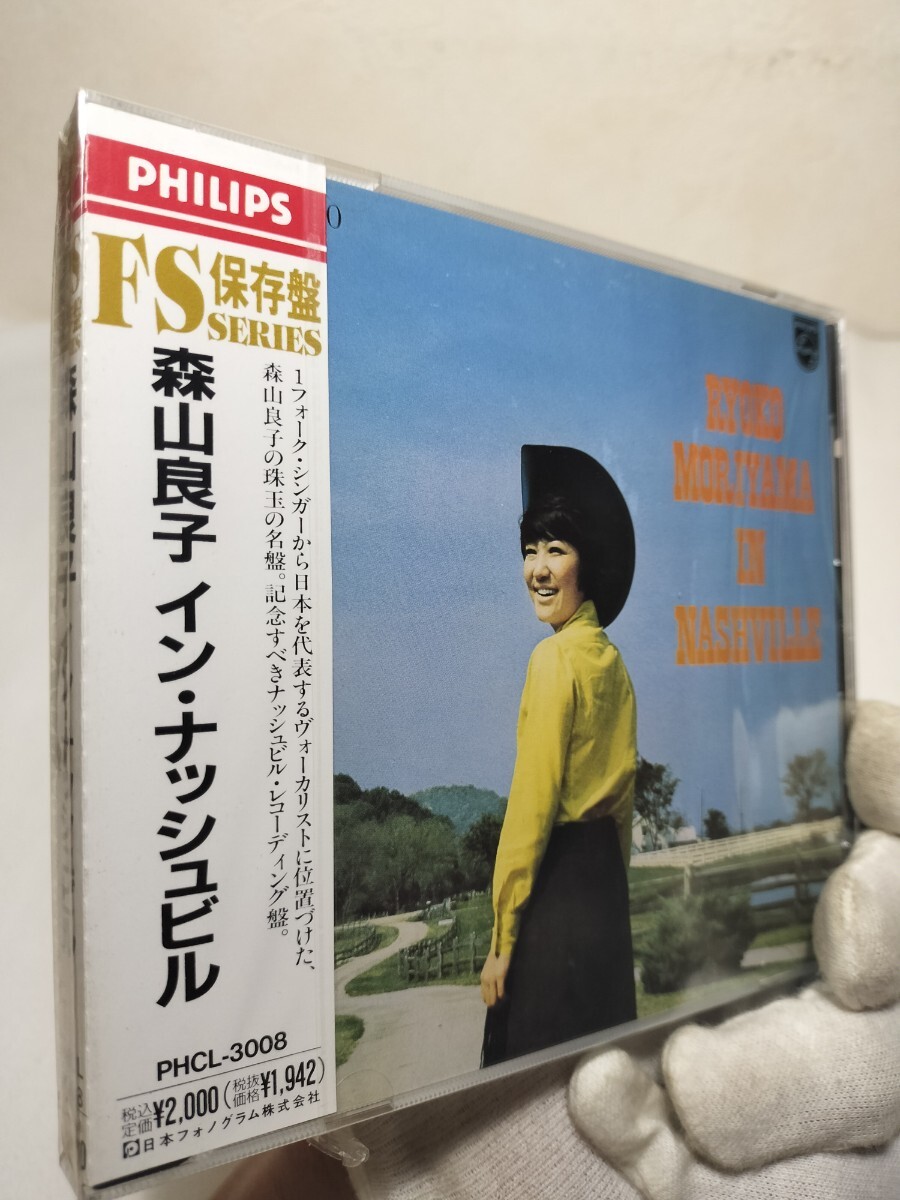 PHILIPS
FS 保存盤
SERIES
森山良子 イン・ナッシュビル
1フォーク・シンガーから日本を代表するヴォーカリストに位置づけた、
森山良子の珠玉の名盤。記念すべきナッシュビル・レコーディング盤。
PHCL-3008
税込定価¥2,000(税抜価格¥1,942)
日本フォノグラム株式会社
RYOKO
MORIYAMA
IN
NASHVILLE